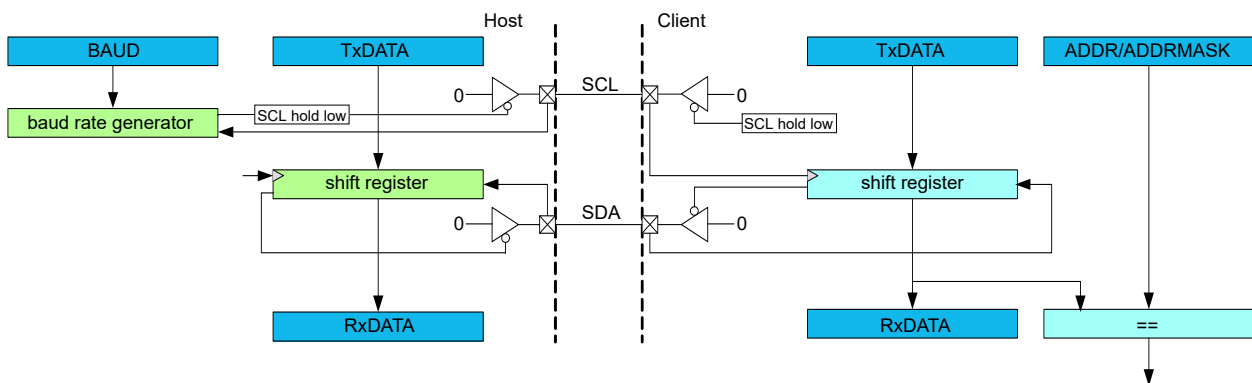 Host
Client
BAUD
TxDATA
TxDATA
ADDR/ADDRMASK
SCL
0
0
baud rate generator
SCL hold low
SCL hold low
shift register
shift register
SDA
0
0
RxDATA
RxDATA
==